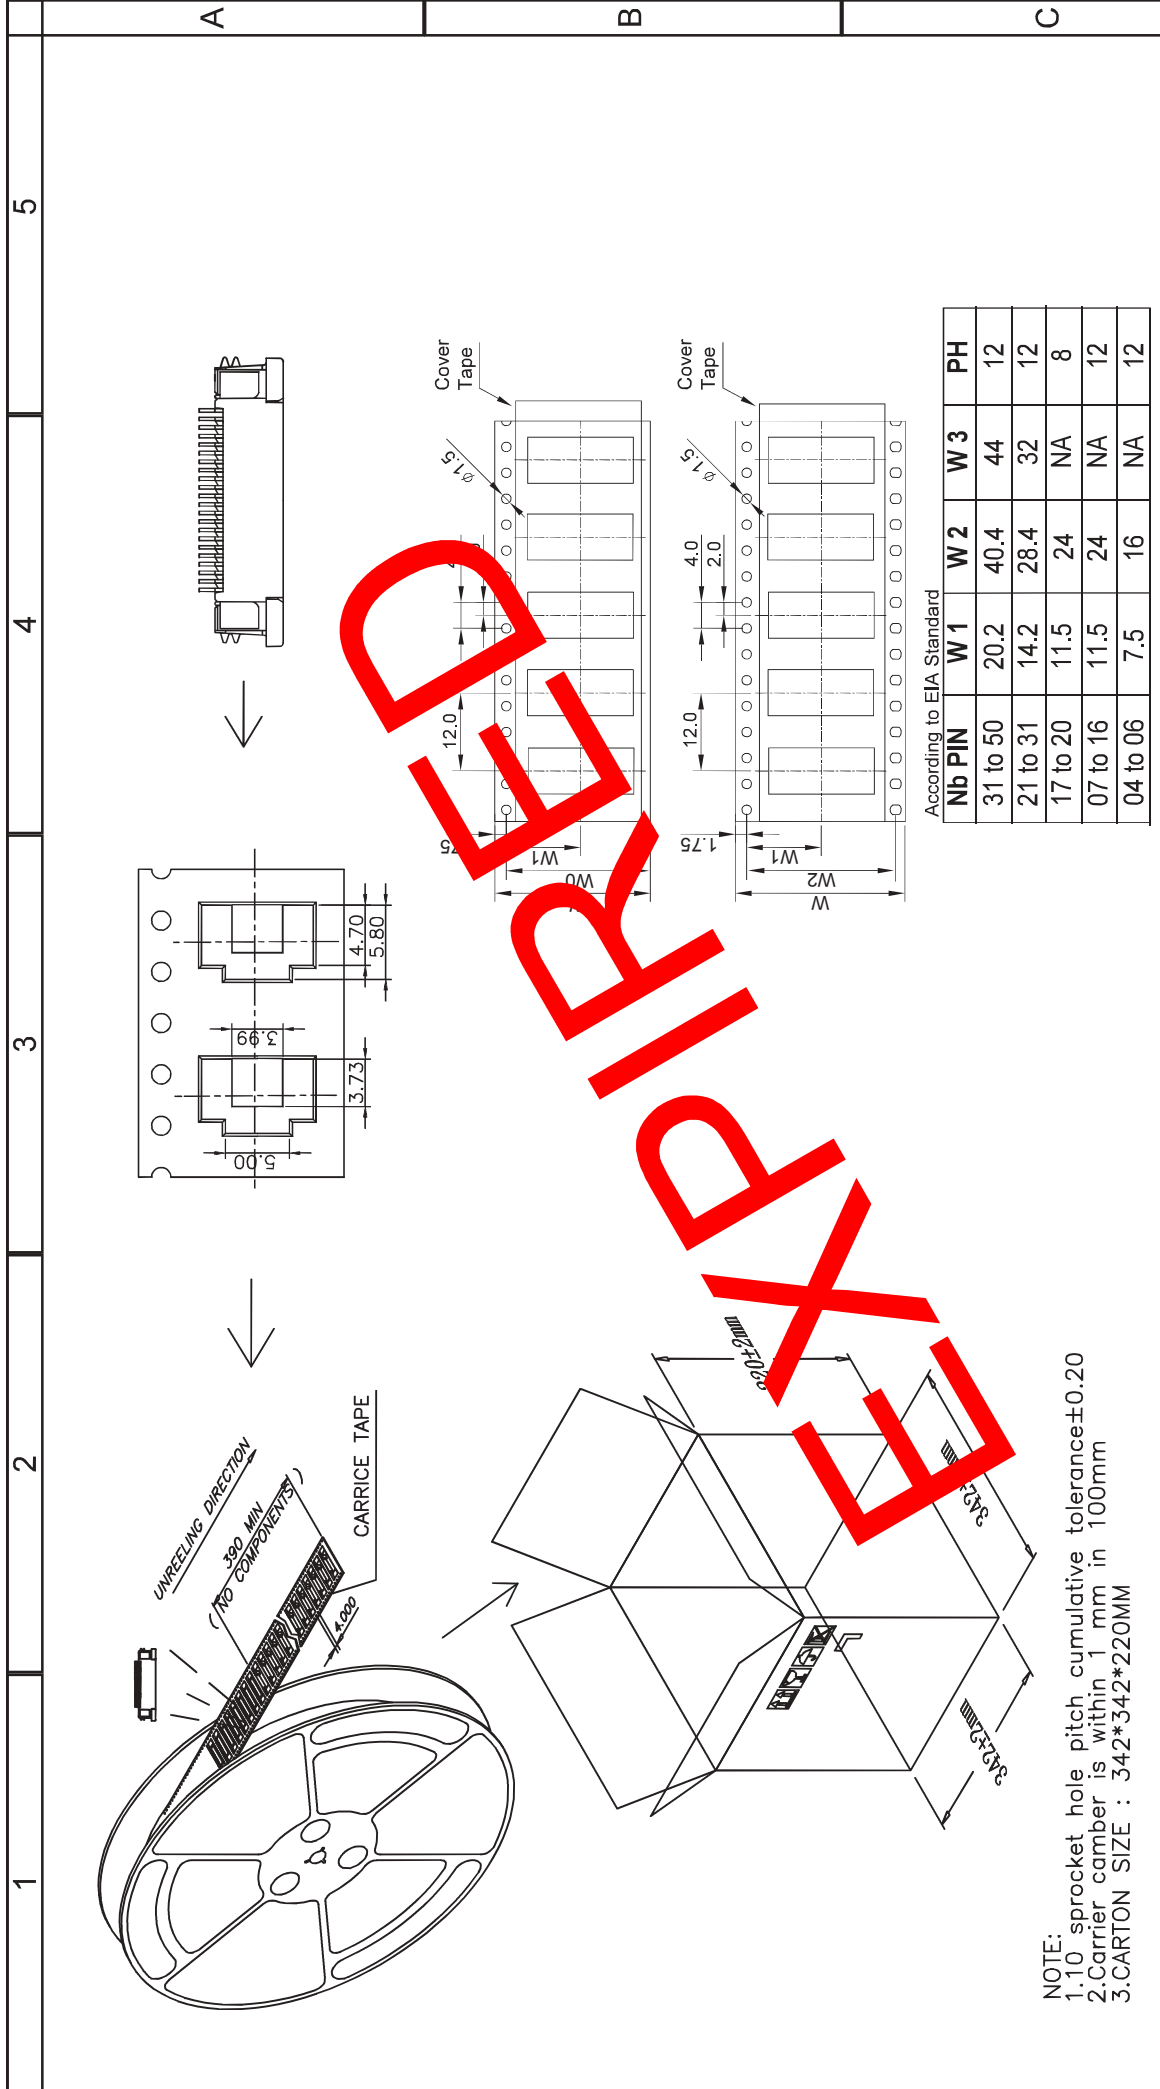 1
2
3
4
5
A
B
C
UNREELING DIRECTION
390 MIN
(NO COMPONENTS)
CARRICE TAPE
4.000
5.00
3.99
3.73
4.70
5.80
Cover
Tape
ø1.5
12.0
W1
W0
Cover
Tape
ø1.5
4.0
2.0
12.0
1.75
W1
W2
W
342±2mm
EXPIRED
According to EIA Standard
Nb PIN W 1 W 2 W 3 PH
31 to 50 20.2 40.4 44 12
21 to 31 14.2 28.4 32 12
17 to 20 11.5 24 NA 8
07 to 16 11.5 24 NA 12
04 to 06 7.5 16 NA 12
NOTE:
1.10 sprocket hole pitch cumulative tolerance±0.20
2.Carrier camber is within 1 mm in 100mm
3.CARTON SIZE : 342*342*220MM